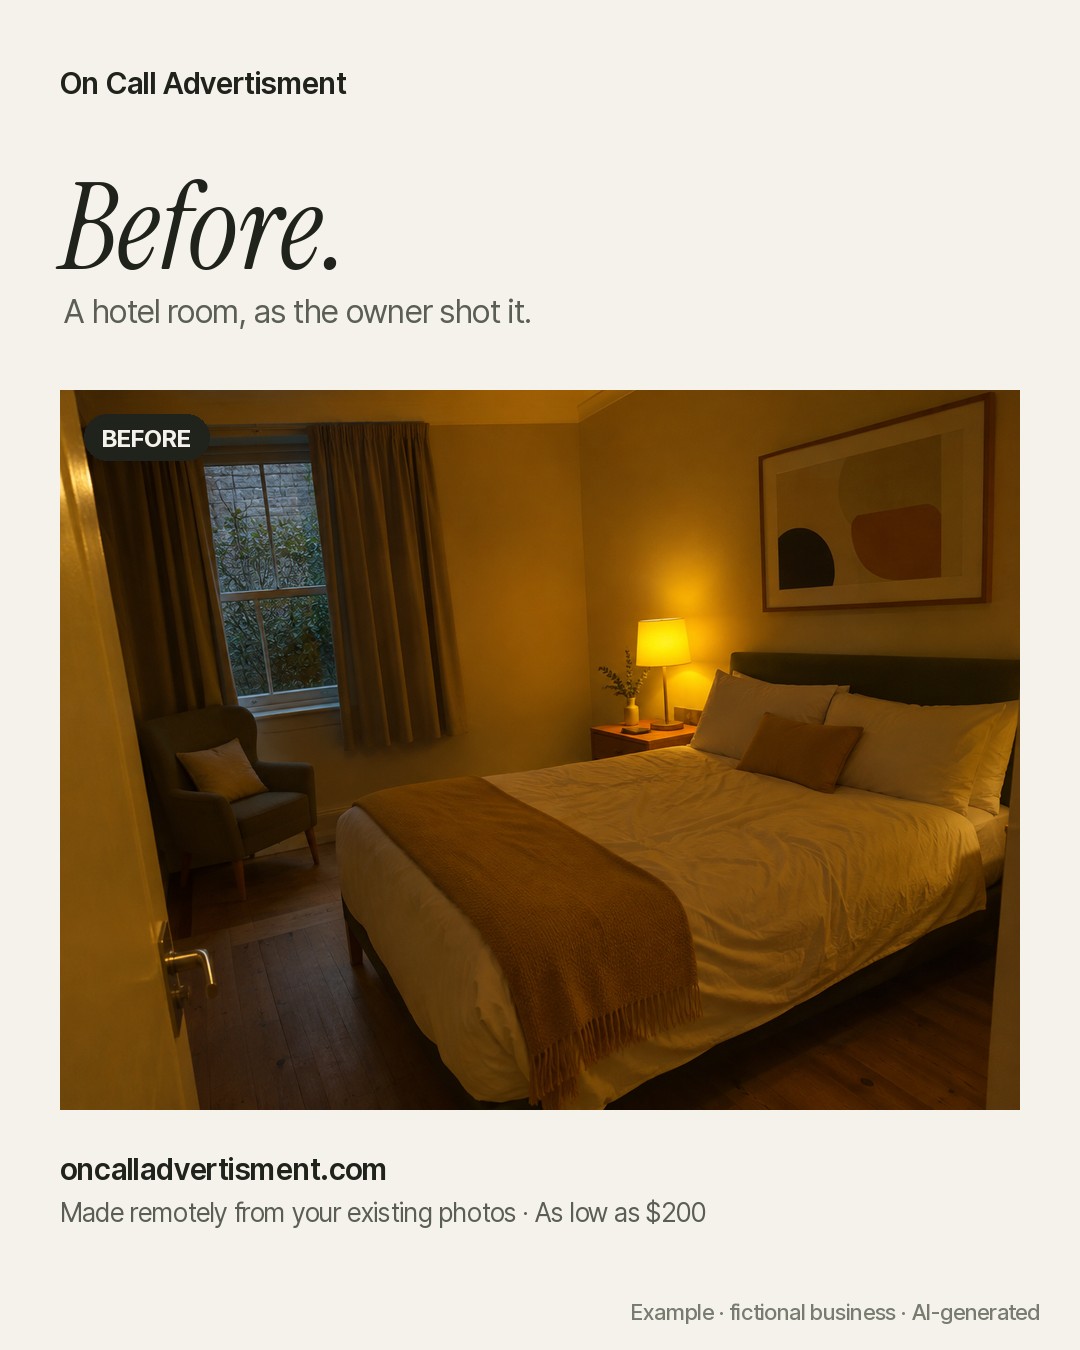 On Call Advertisment
Before.
A hotel room, as the owner shot it.
BEFORE
oncalladvertisment.com
Made remotely from your existing photos · As low as $200
Example · fictional business · AI-generated